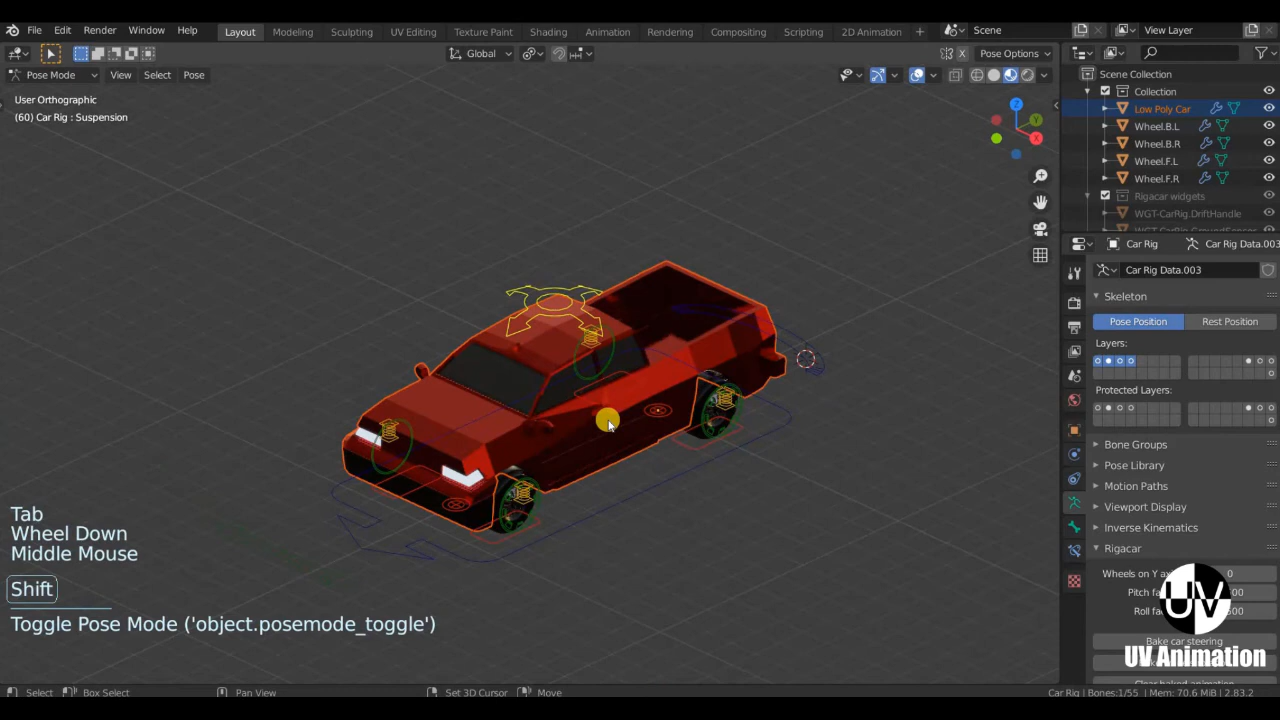 File Edit Render Window Help Layout Modeling Sculpting UV Editing Texture Paint Shading Animation Rendering Compositing Scripting 2D Animation + Scene View Layer
Global X Pose Options
Pose Mode View Select Pose
User Orthographic
(60) Car Rig : Suspension
Z
Y
X
Scene Collection
Collection
Low Poly Car
Wheel.B.L
Wheel.B.R
Wheel.F.L
Wheel.F.R
Rigacar widgets
WGT-CarRig.DriftHandle
Car Rig Car Rig Data.003
Car Rig Data.003
Skeleton
Pose Position Rest Position
Layers:
Protected Layers:
Bone Groups
Pose Library
Motion Paths
Viewport Display
Inverse Kinematics
Rigacar
Wheels on Y 0
Pitch
Roll
Bake car steering
UV
UV Animation
Tab
Wheel Down
Middle Mouse
Shift
Toggle Pose Mode ('object.posemode_toggle')
Select Box Select Pan View Set 3D Cursor Move Car Rig | Bones:1/55 | Mem: 70.6 MiB | 2.83.2